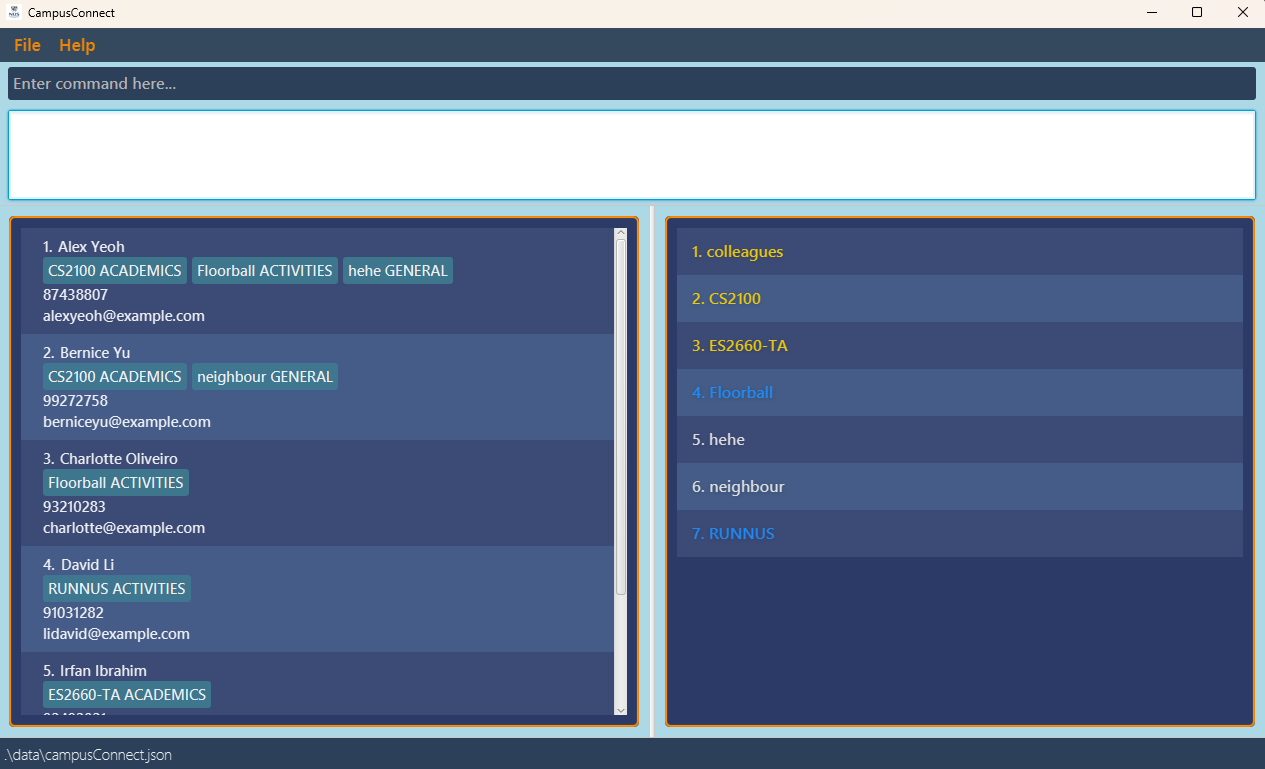 CampusConnect
File Help
Enter command here...
1. Alex Yeoh
CS2100 ACADEMICS Floorball ACTIVITIES hehe GENERAL
87438807
alexyeoh@example.com
2. Bernice Yu
CS2100 ACADEMICS neighbour GENERAL
99272758
berniceyu@example.com
3. Charlotte Oliveiro
Floorball ACTIVITIES
93210283
charlotte@example.com
4. David Li
RUNNUS ACTIVITIES
91031282
lidavid@example.com
5. Irfan Ibrahim
ES2660-TA ACADEMICS
1. colleagues
2. CS2100
3. ES2660-TA
4. Floorball
5. hehe
6. neighbour
7. RUNNUS
.\data\campusConnect.json